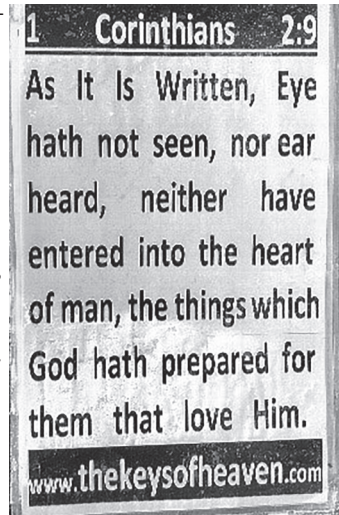 1 Corinthians 2:9
As It Is Written, Eye
hath not seen, nor ear
heard, neither have
entered into the heart
of man, the things which
God hath prepared for
them that love Him.
www.thekeysofheaven.com